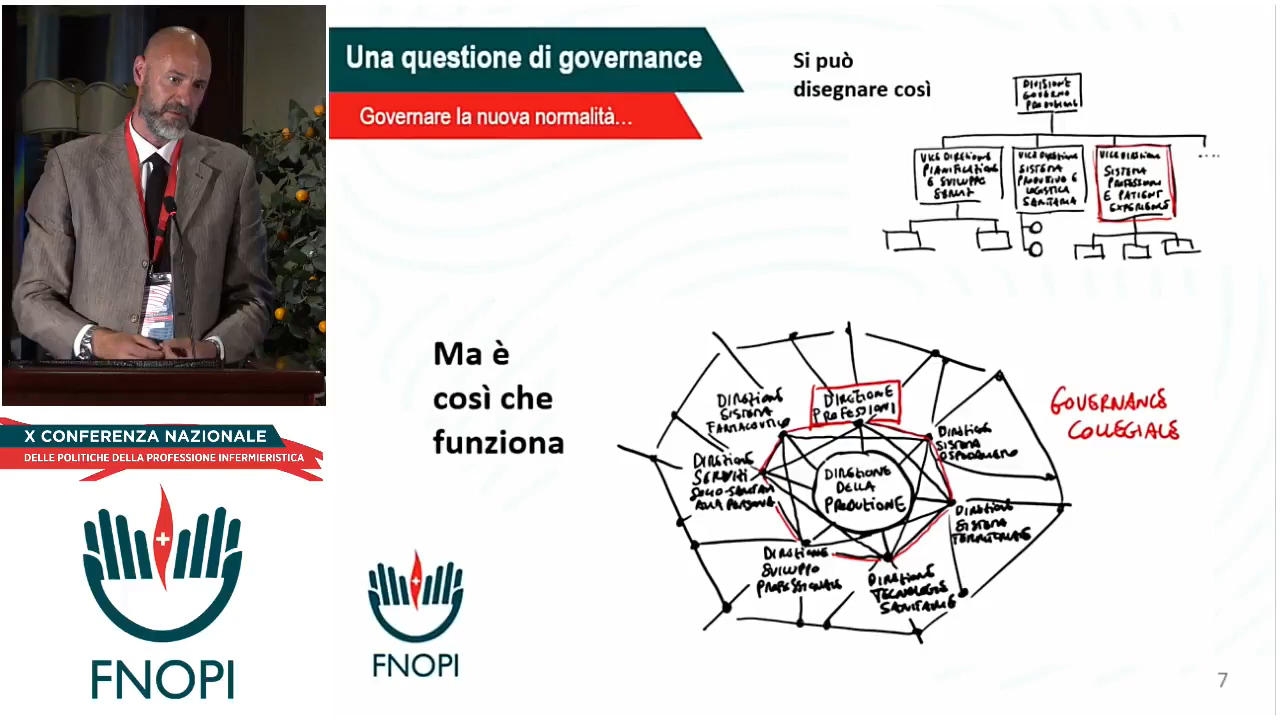 Una questione di governance
Governare la nuova normalità...
Si può
disegnare così
DIVISIONE
GOVERNO
PRODUZIONE
VICE DIREZIONE
PIANIFICAZIONE
E SVILUPPO
SERVIZI
VICE DIREZIONE
SISTEMA
PRODUTTIVO E
LOGISTICA
SANITARIA
VICE DIREZIONE
SISTEMA
PROFESSIONI
E PATIENT
EXPERIENCE
....
Ma è
così che
funziona
DIREZIONE
SISTEMA
FARMACEUTICO
DIREZIONE
PROFESSIONI
DIREZIONE
SISTEMA
OSPEDALIERO
GOVERNANCE
COLLEGIALE
DIREZIONE
SERVIZI
SOCIO-SANITARI
ALLA PERSONA
DIREZIONE
DELLA
PRODUZIONE
DIREZIONE
SISTEMA
TERRITORIALE
DIREZIONE
SVILUPPO
PROFESSIONALE
DIREZIONE
TECNOLOGIE
SANITARIE
X CONFERENZA NAZIONALE
DELLE POLITICHE DELLA PROFESSIONE INFERMIERISTICA
FNOPI
FNOPI
7